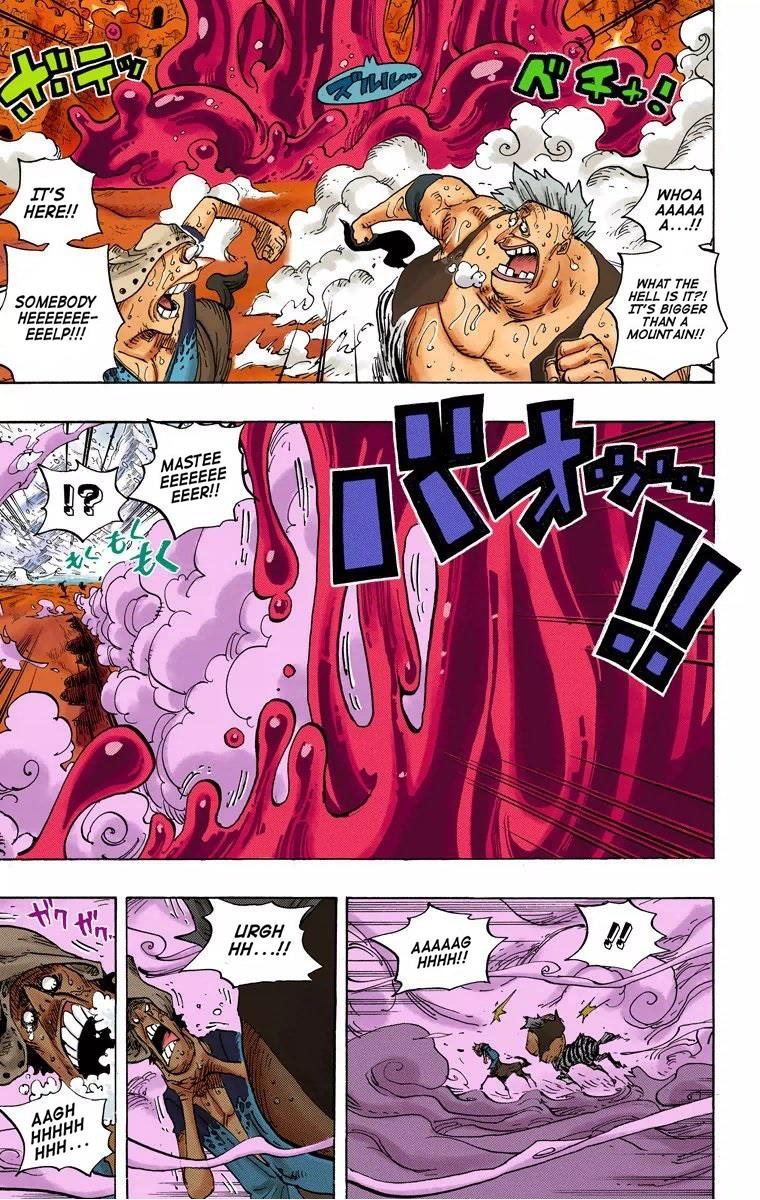 ボテッ
ズルル…
ベチャ!
WHOA
AAAAA
A...!!
WHAT THE
HELL IS IT?!
IT'S BIGGER
THAN A
MOUNTAIN!!
IT'S
HERE!!
SOMEBODY
HEEEEEEE-
EEELP!!!
バオッ……!!
MASTEE
EEEEEEE
EEER!!
!?
もくもくもく
!!
AAAAAG
HHHH!!
URGH
HH...!!
ガクガク
AAGH
HHHHH
HHH...